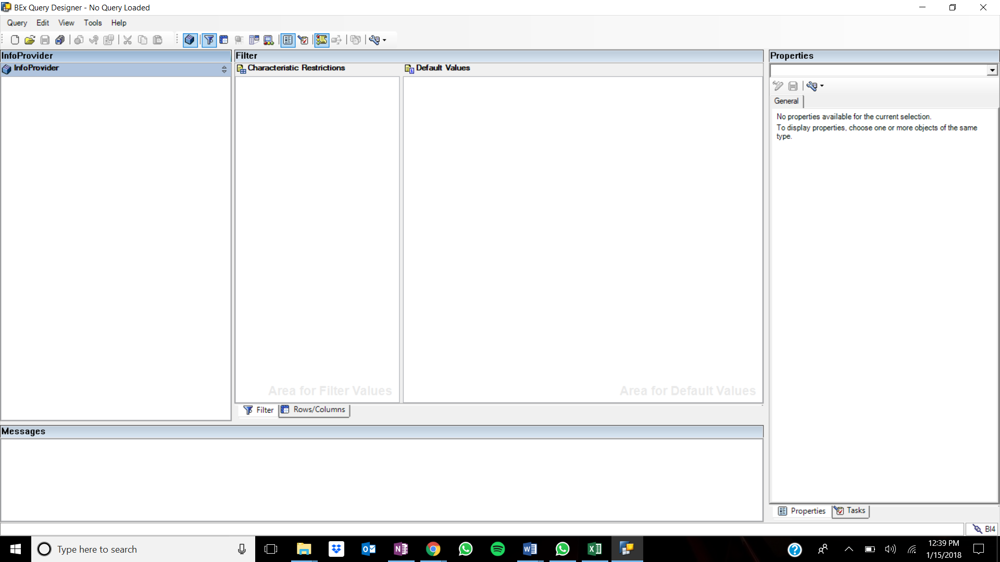 BEx Query Designer - No Query Loaded
Query Edit View Tools Help
InfoProvider
Filter
Properties
InfoProvider
Characteristic Restrictions
Default Values
General
No properties available for the current selection.
To display properties, choose one or more objects of the same
type.
Area for Filter Values
Area for Default Values
Filter
Rows/Columns
Messages
Properties
Tasks
BI4
Type here to search
12:39 PM
1/15/2018